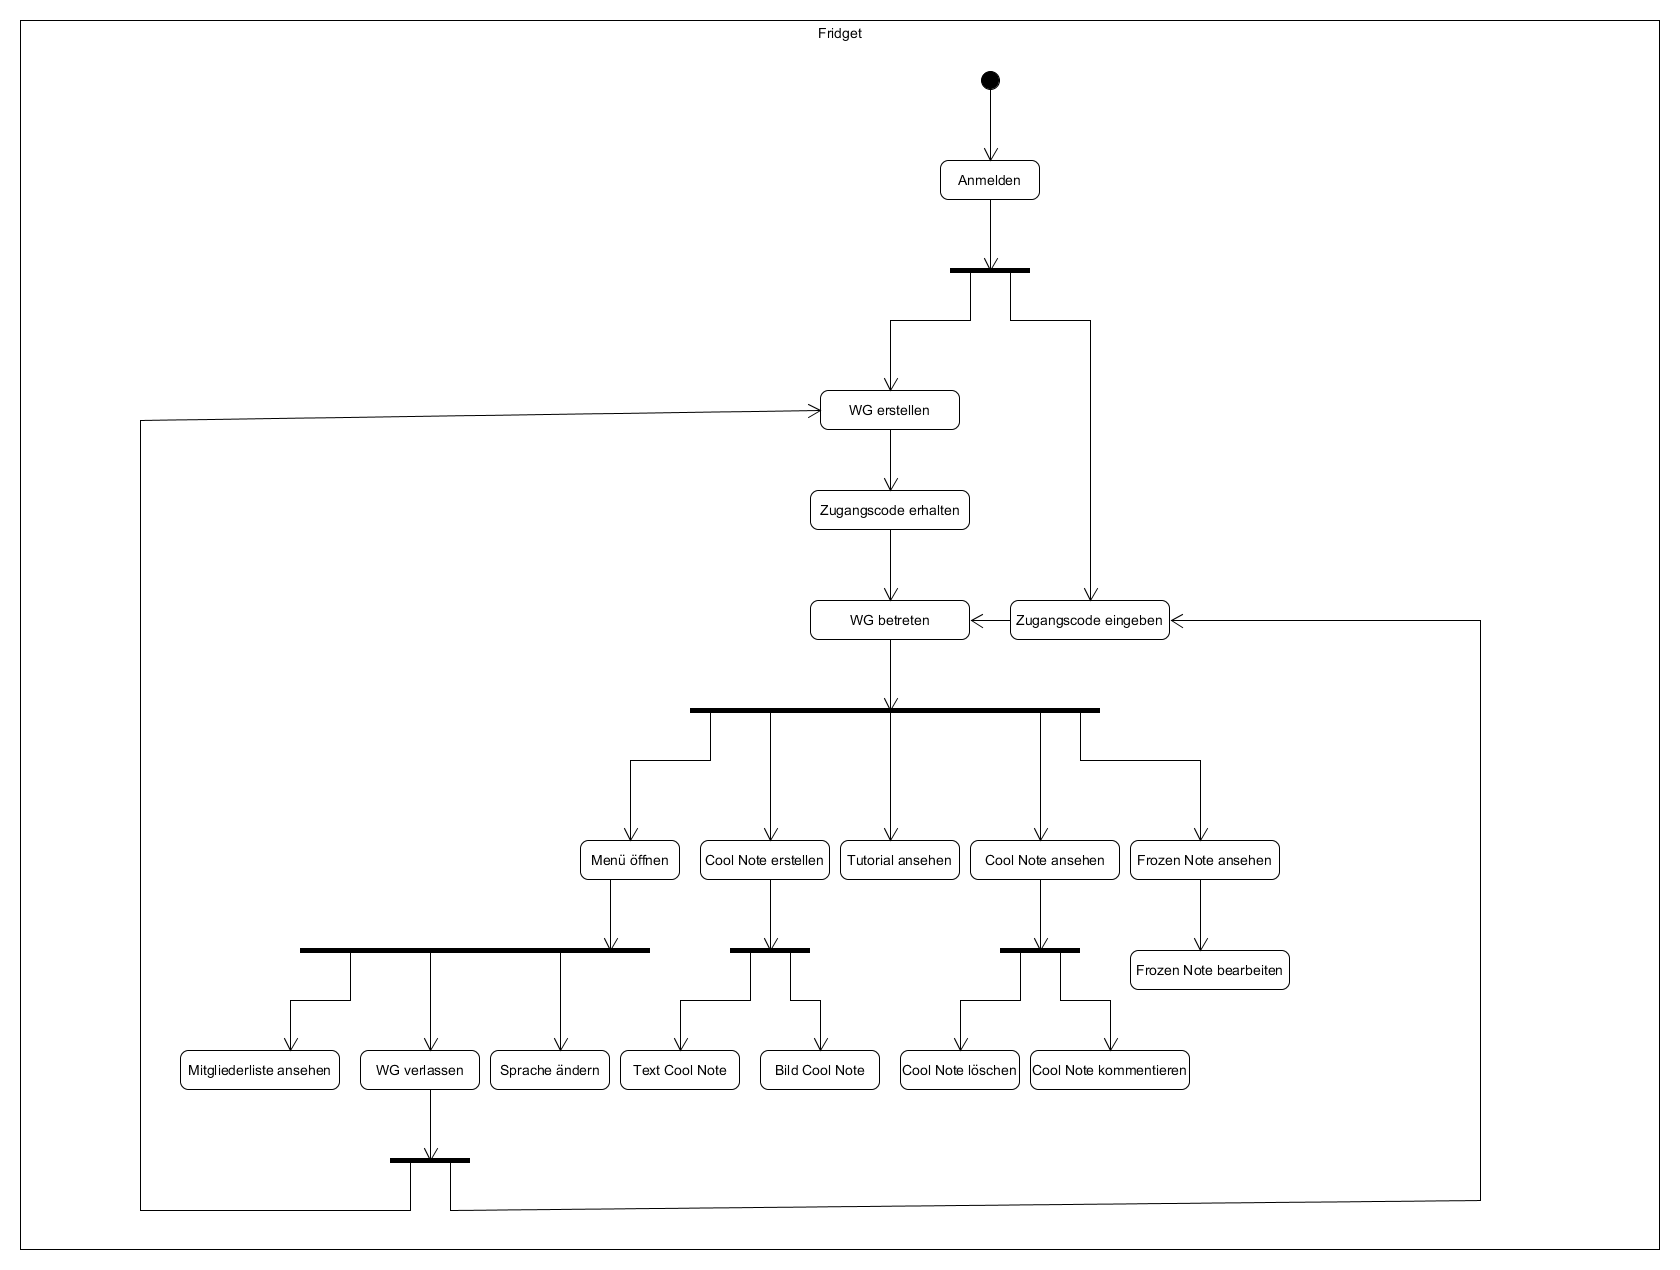 Fridget
Anmelden
WG erstellen
Zugangscode erhalten
WG betreten
Zugangscode eingeben
Menü öffnen
Cool Note erstellen
Tutorial ansehen
Cool Note ansehen
Frozen Note ansehen
Frozen Note bearbeiten
Mitgliederliste ansehen
WG verlassen
Sprache ändern
Text Cool Note
Bild Cool Note
Cool Note löschen
Cool Note kommentieren